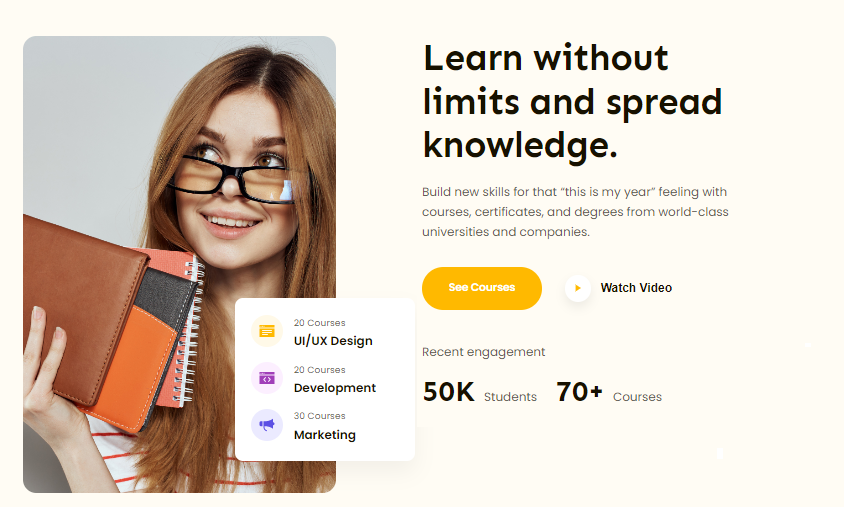 Learn without
limits and spread
knowledge.
Build new skills for that “this is my year” feeling with
courses, certificates, and degrees from world-class
universities and companies.
See Courses
Watch Video
20 Courses
UI/UX Design
20 Courses
Development
30 Courses
Marketing
Recent engagement
50K Students 70+ Courses